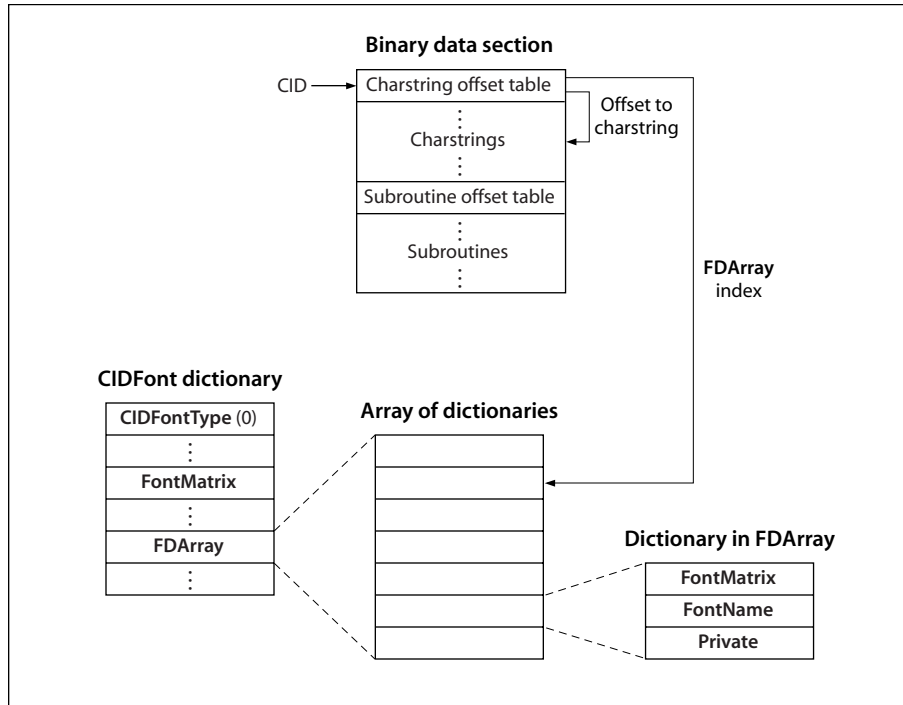 Binary data section
CID
Charstring offset table
Offset to
charstring
Charstrings
Subroutine offset table
Subroutines
FDArray
index
CIDFont dictionary
CIDFontType (0)
FontMatrix
FDArray
Array of dictionaries
Dictionary in FDArray
FontMatrix
FontName
Private